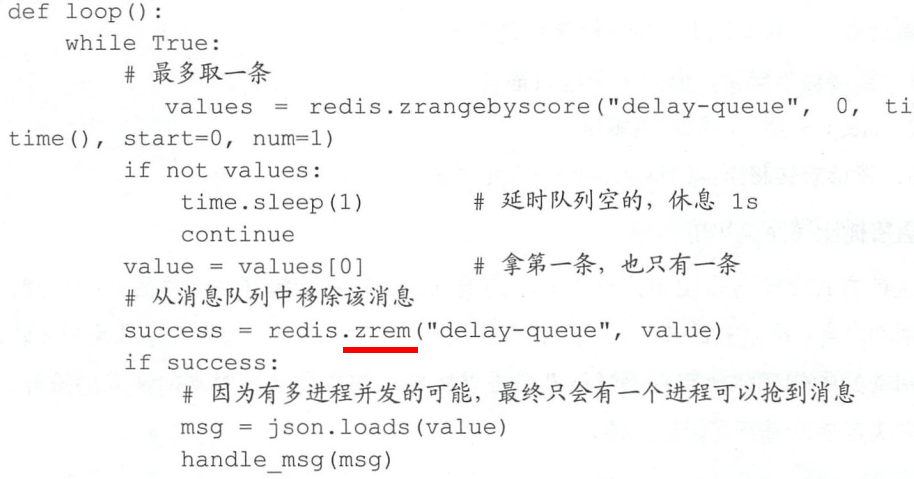 def loop():
    while True:
        # 最多取一条
          values = redis.zrangebyscore("delay-queue", 0, ti
time(), start=0, num=1)
        if not values:
            time.sleep(1)        # 延时队列空的，休息 1s
            continue
        value = values[0]        # 拿第一条，也只有一条
        # 从消息队列中移除该消息
        success = redis.zrem("delay-queue", value)
        if success:
            # 因为有多进程并发的可能，最终只会有一个进程可以抢到消息
            msg = json.loads(value)
            handle_msg(msg)